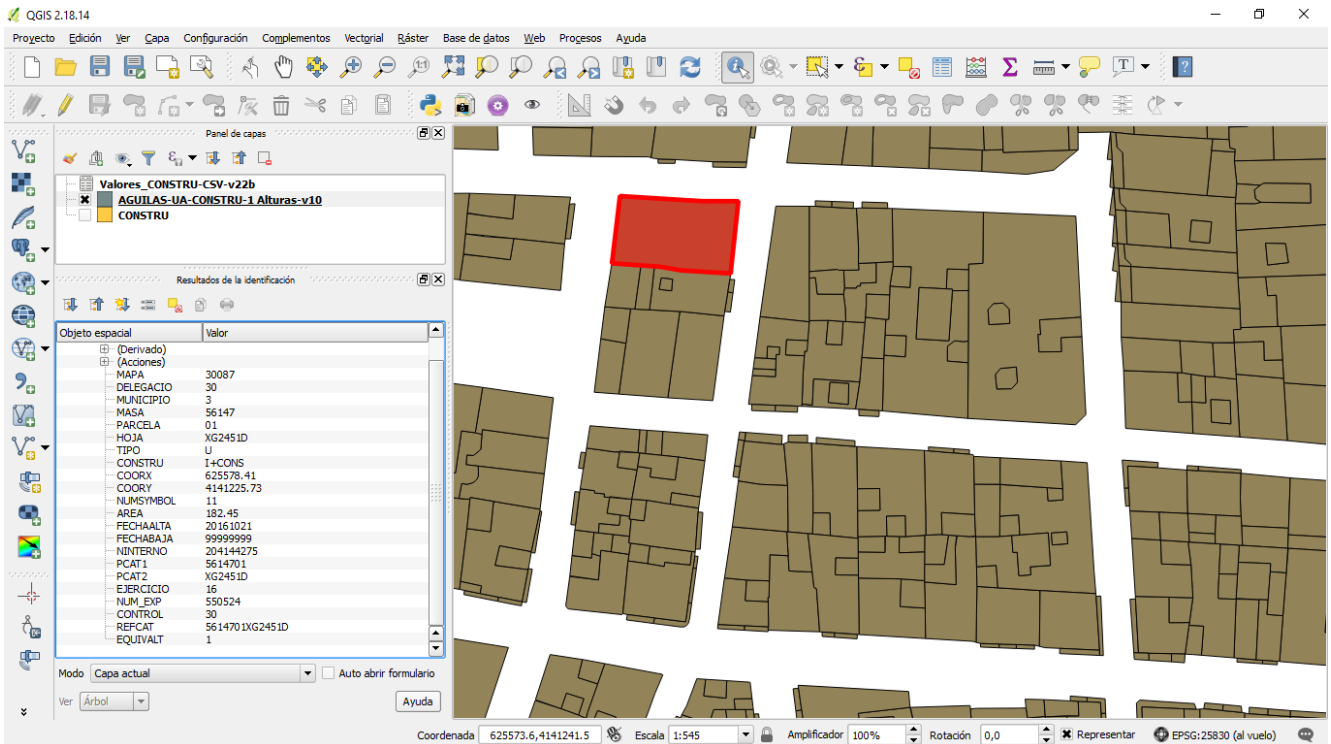 QGIS 2.18.14
Proyecto Edición Ver Capa Configuración Complementos Vectorial Ráster Base de datos Web Procesos Ayuda
Panel de capas
Valores_CONSTRU-CSV-v22b
AGUILAS-UA-CONSTRU-1 Alturas-v10
CONSTRU
Resultados de la identificación
Objeto espacial Valor
(Derivado)
(Acciones)
MAPA 30087
DELEGACIO 30
MUNICIPIO 3
MASA 56147
PARCELA 01
HOJA XG2451D
TIPO U
CONSTRU I+CONS
COORX 625578.41
COORY 4141225.73
NUMSYMBOL 11
AREA 182.45
FECHAALTA 20161021
FECHABAJA 99999999
NINTERNO 204144275
PCAT1 5614701
PCAT2 XG2451D
EJERCICIO 16
NUM_EXP 550524
CONTROL 30
REFCAT 5614701XG2451D
EQUIVALT 1
Modo Capa actual Auto abrir formulario
Ver Árbol Ayuda
Coordenada 625573.6,4141241.5 Escala 1:545 Amplificador 100% Rotación 0,0 Representar EPSG:25830 (al vuelo)